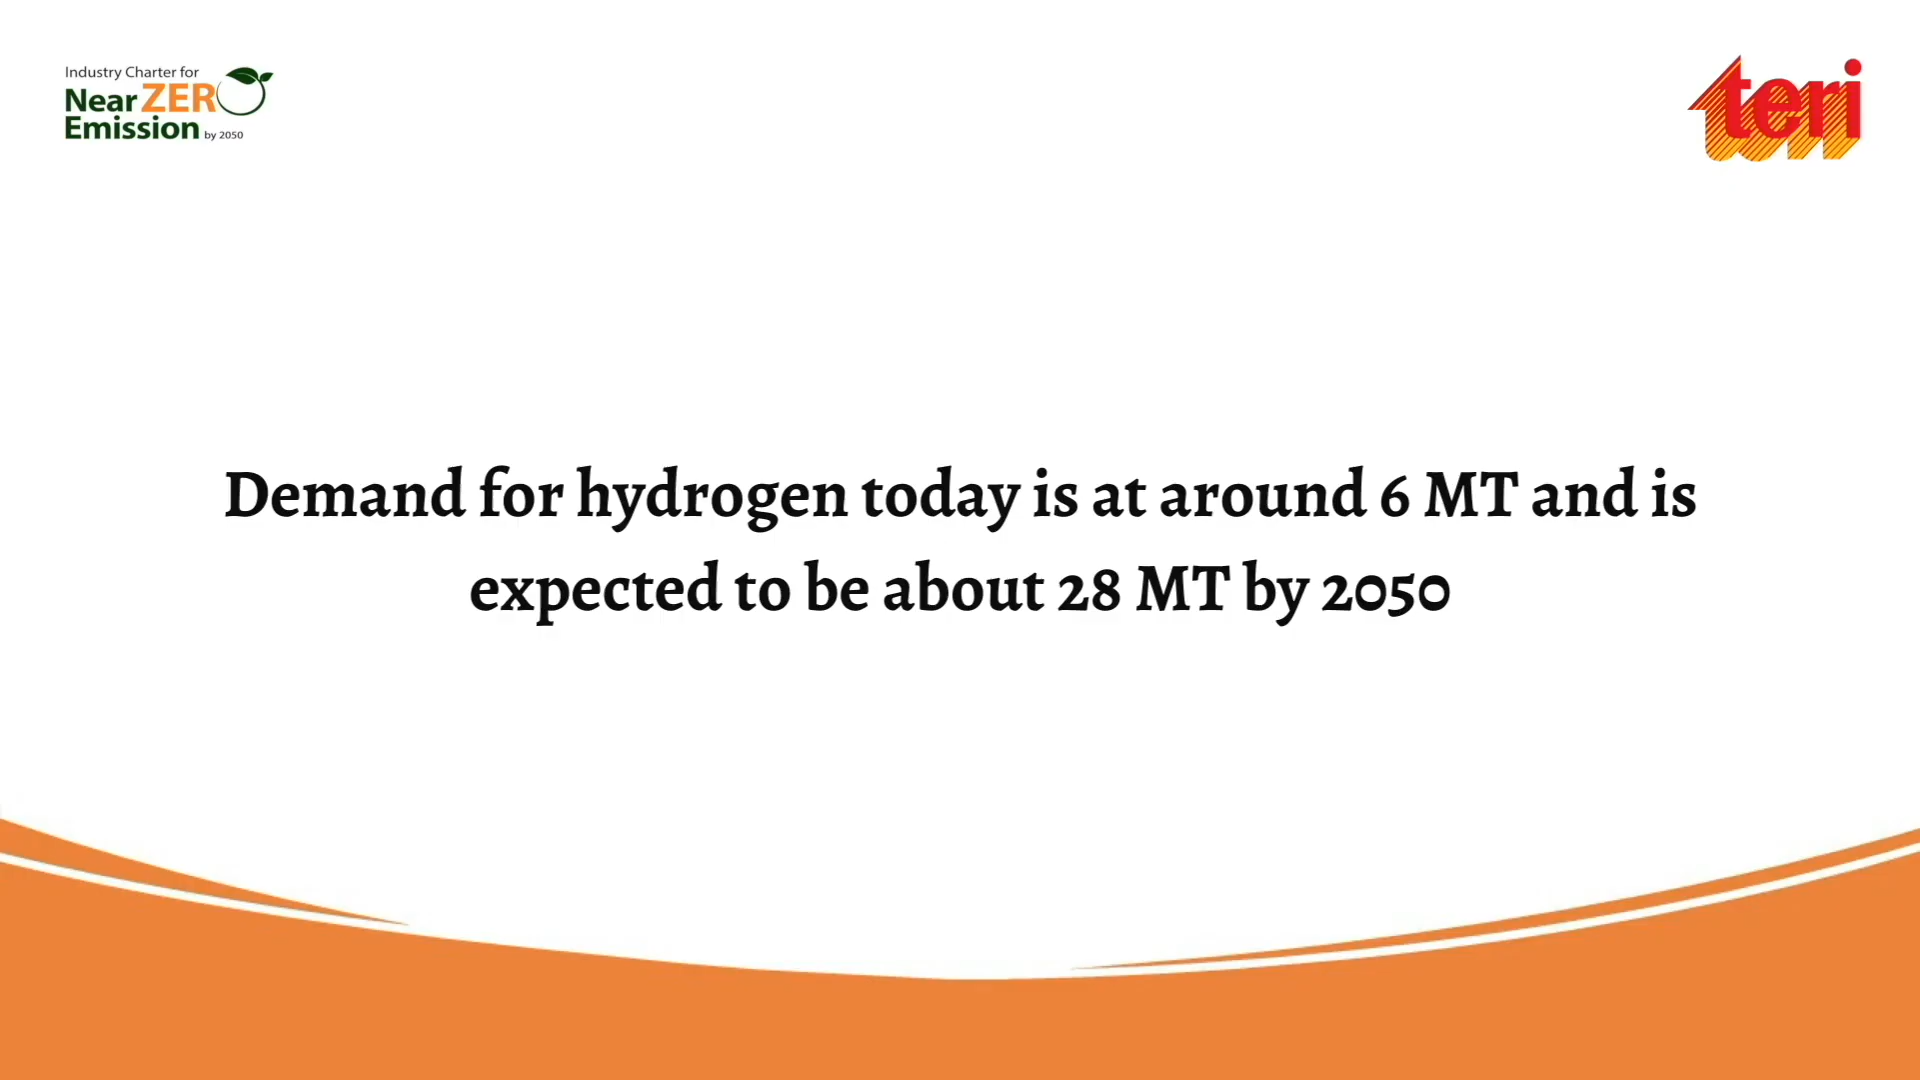 Industry Charter for
Near ZERO
Emission by 2050
teri
Demand for hydrogen today is at around 6 MT and is
expected to be about 28 MT by 2050